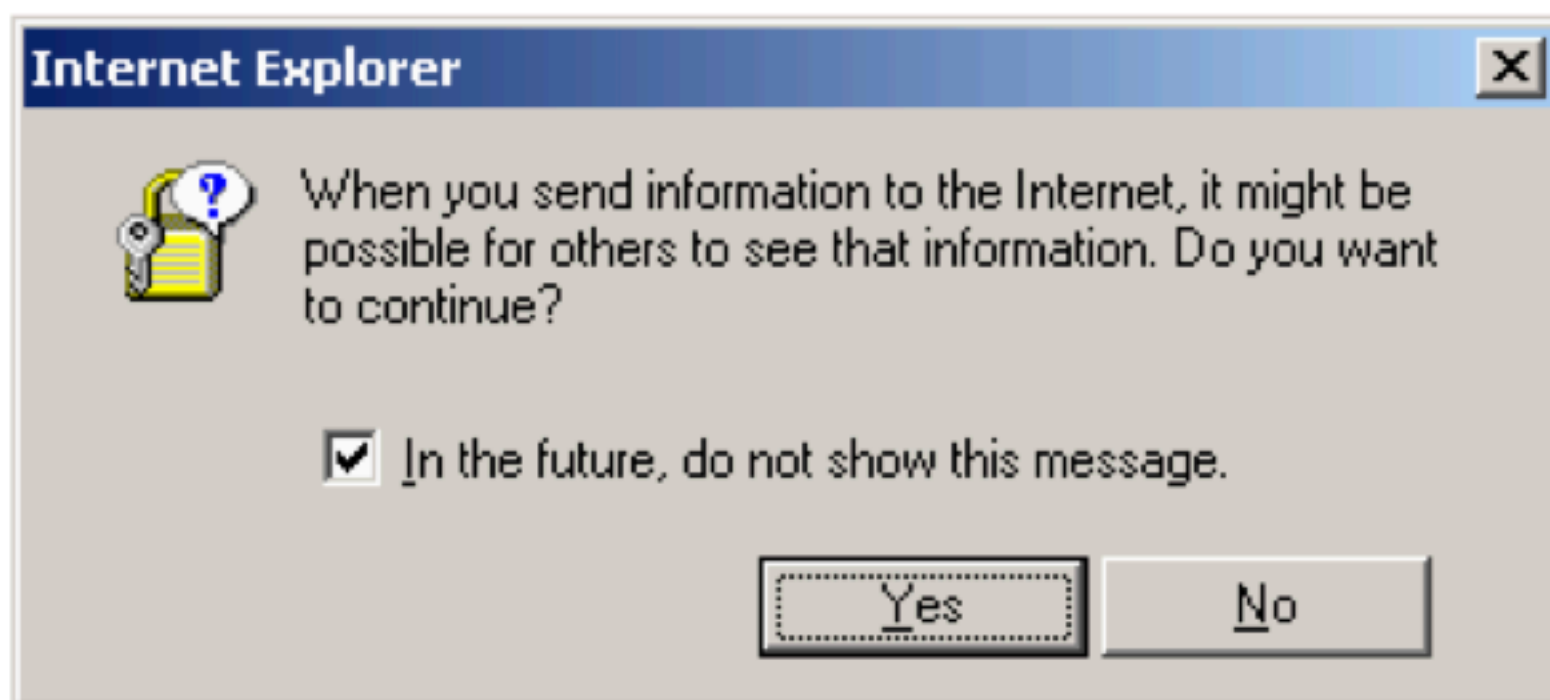 Internet Explorer
?
When you send information to the Internet, it might be
possible for others to see that information. Do you want
to continue?
In the future, do not show this message.
Yes
No